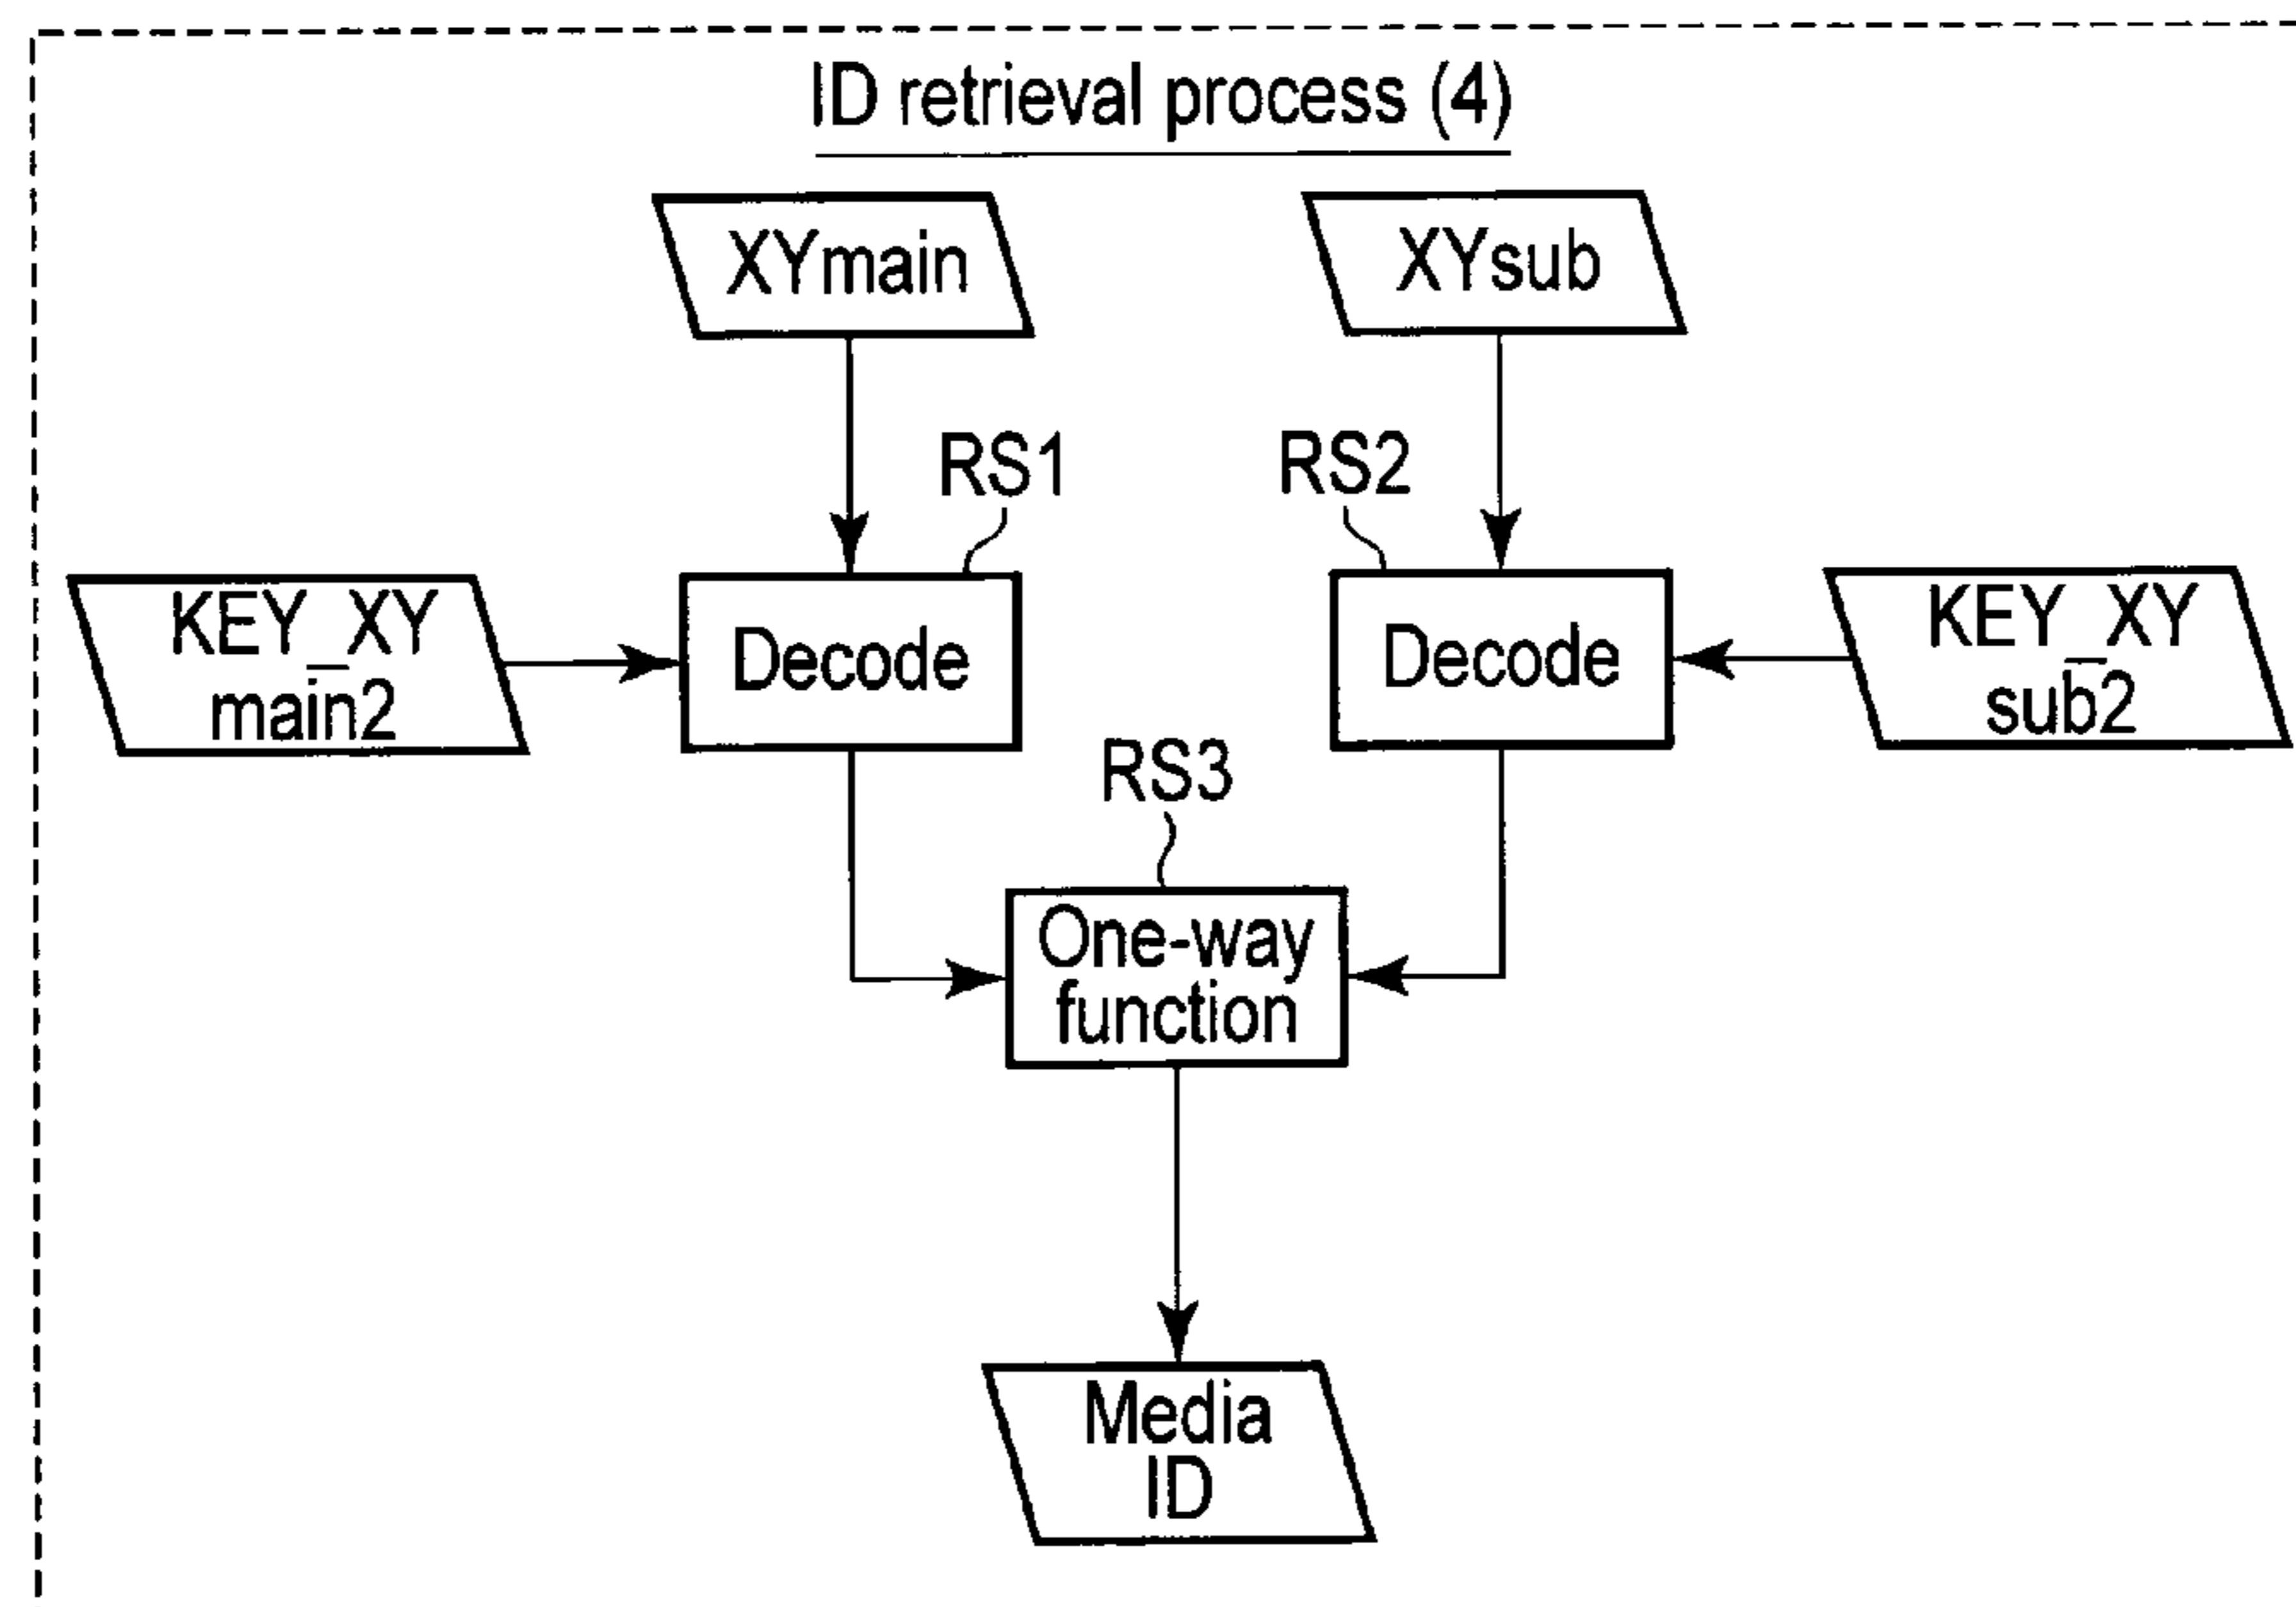 ID retrieval process (4)
XYmain
XYsub
RS1
RS2
KEY_XY
main2
Decode
Decode
KEY_XY
sub2
RS3
One-way
function
Media
ID